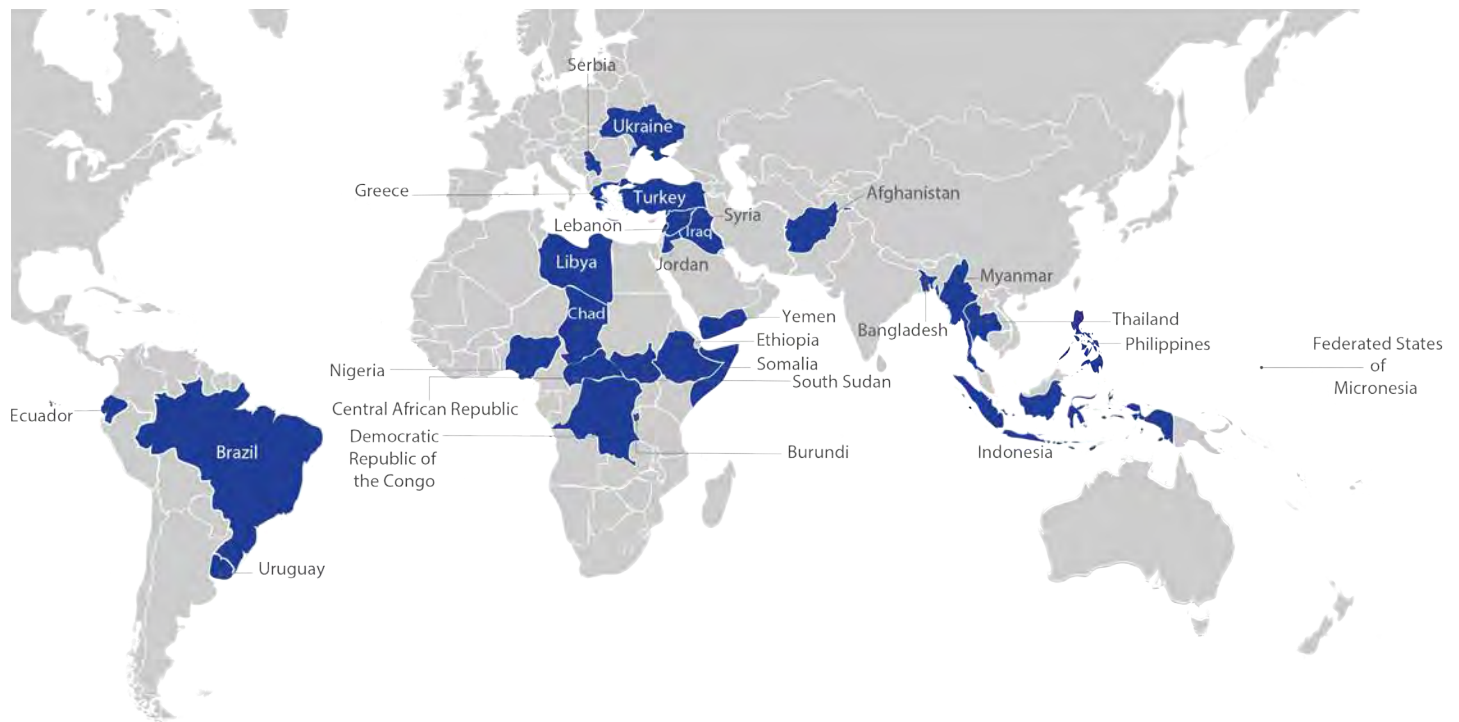 Serbia
Ukraine
Greece
Turkey
Afghanistan
Syria
Lebanon
Iraq
Jordan
Libya
Myanmar
Chad
Yemen
Bangladesh
Thailand
Ethiopia
Philippines
Federated States
of
Micronesia
Nigeria
Somalia
South Sudan
Central African Republic
Ecuador
Democratic
Republic of
the Congo
Brazil
Burundi
Indonesia
Uruguay